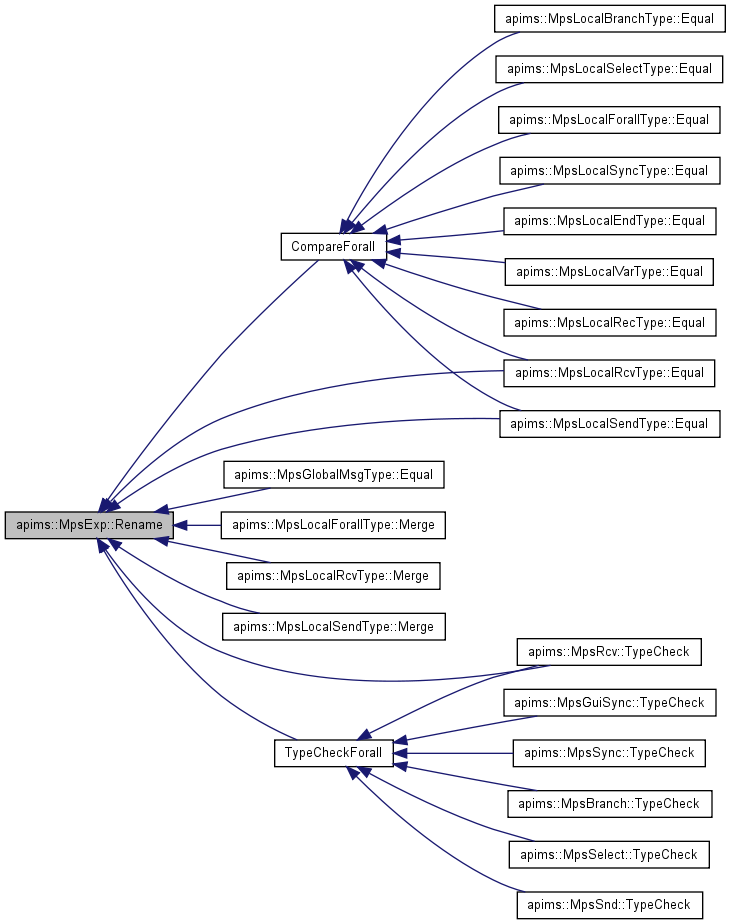 apims::MpsLocalBranchType::Equal
apims::MpsLocalSelectType::Equal
apims::MpsLocalForallType::Equal
apims::MpsLocalSyncType::Equal
apims::MpsLocalEndType::Equal
CompareForall
apims::MpsLocalVarType::Equal
apims::MpsLocalRecType::Equal
apims::MpsLocalRcvType::Equal
apims::MpsLocalSendType::Equal
apims::MpsGlobalMsgType::Equal
apims::MpsExp::Rename
apims::MpsLocalForallType::Merge
apims::MpsLocalRcvType::Merge
apims::MpsLocalSendType::Merge
apims::MpsRcv::TypeCheck
apims::MpsGuiSync::TypeCheck
TypeCheckForall
apims::MpsSync::TypeCheck
apims::MpsBranch::TypeCheck
apims::MpsSelect::TypeCheck
apims::MpsSnd::TypeCheck